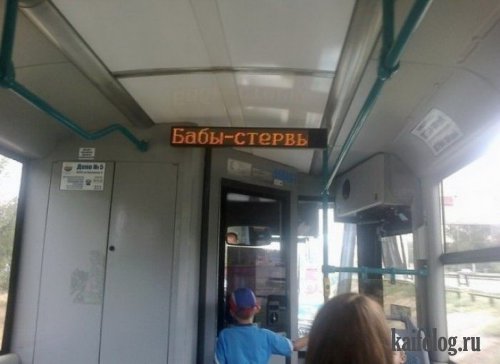 Бабы-стервь
Депо № 5
kaifolog.ru